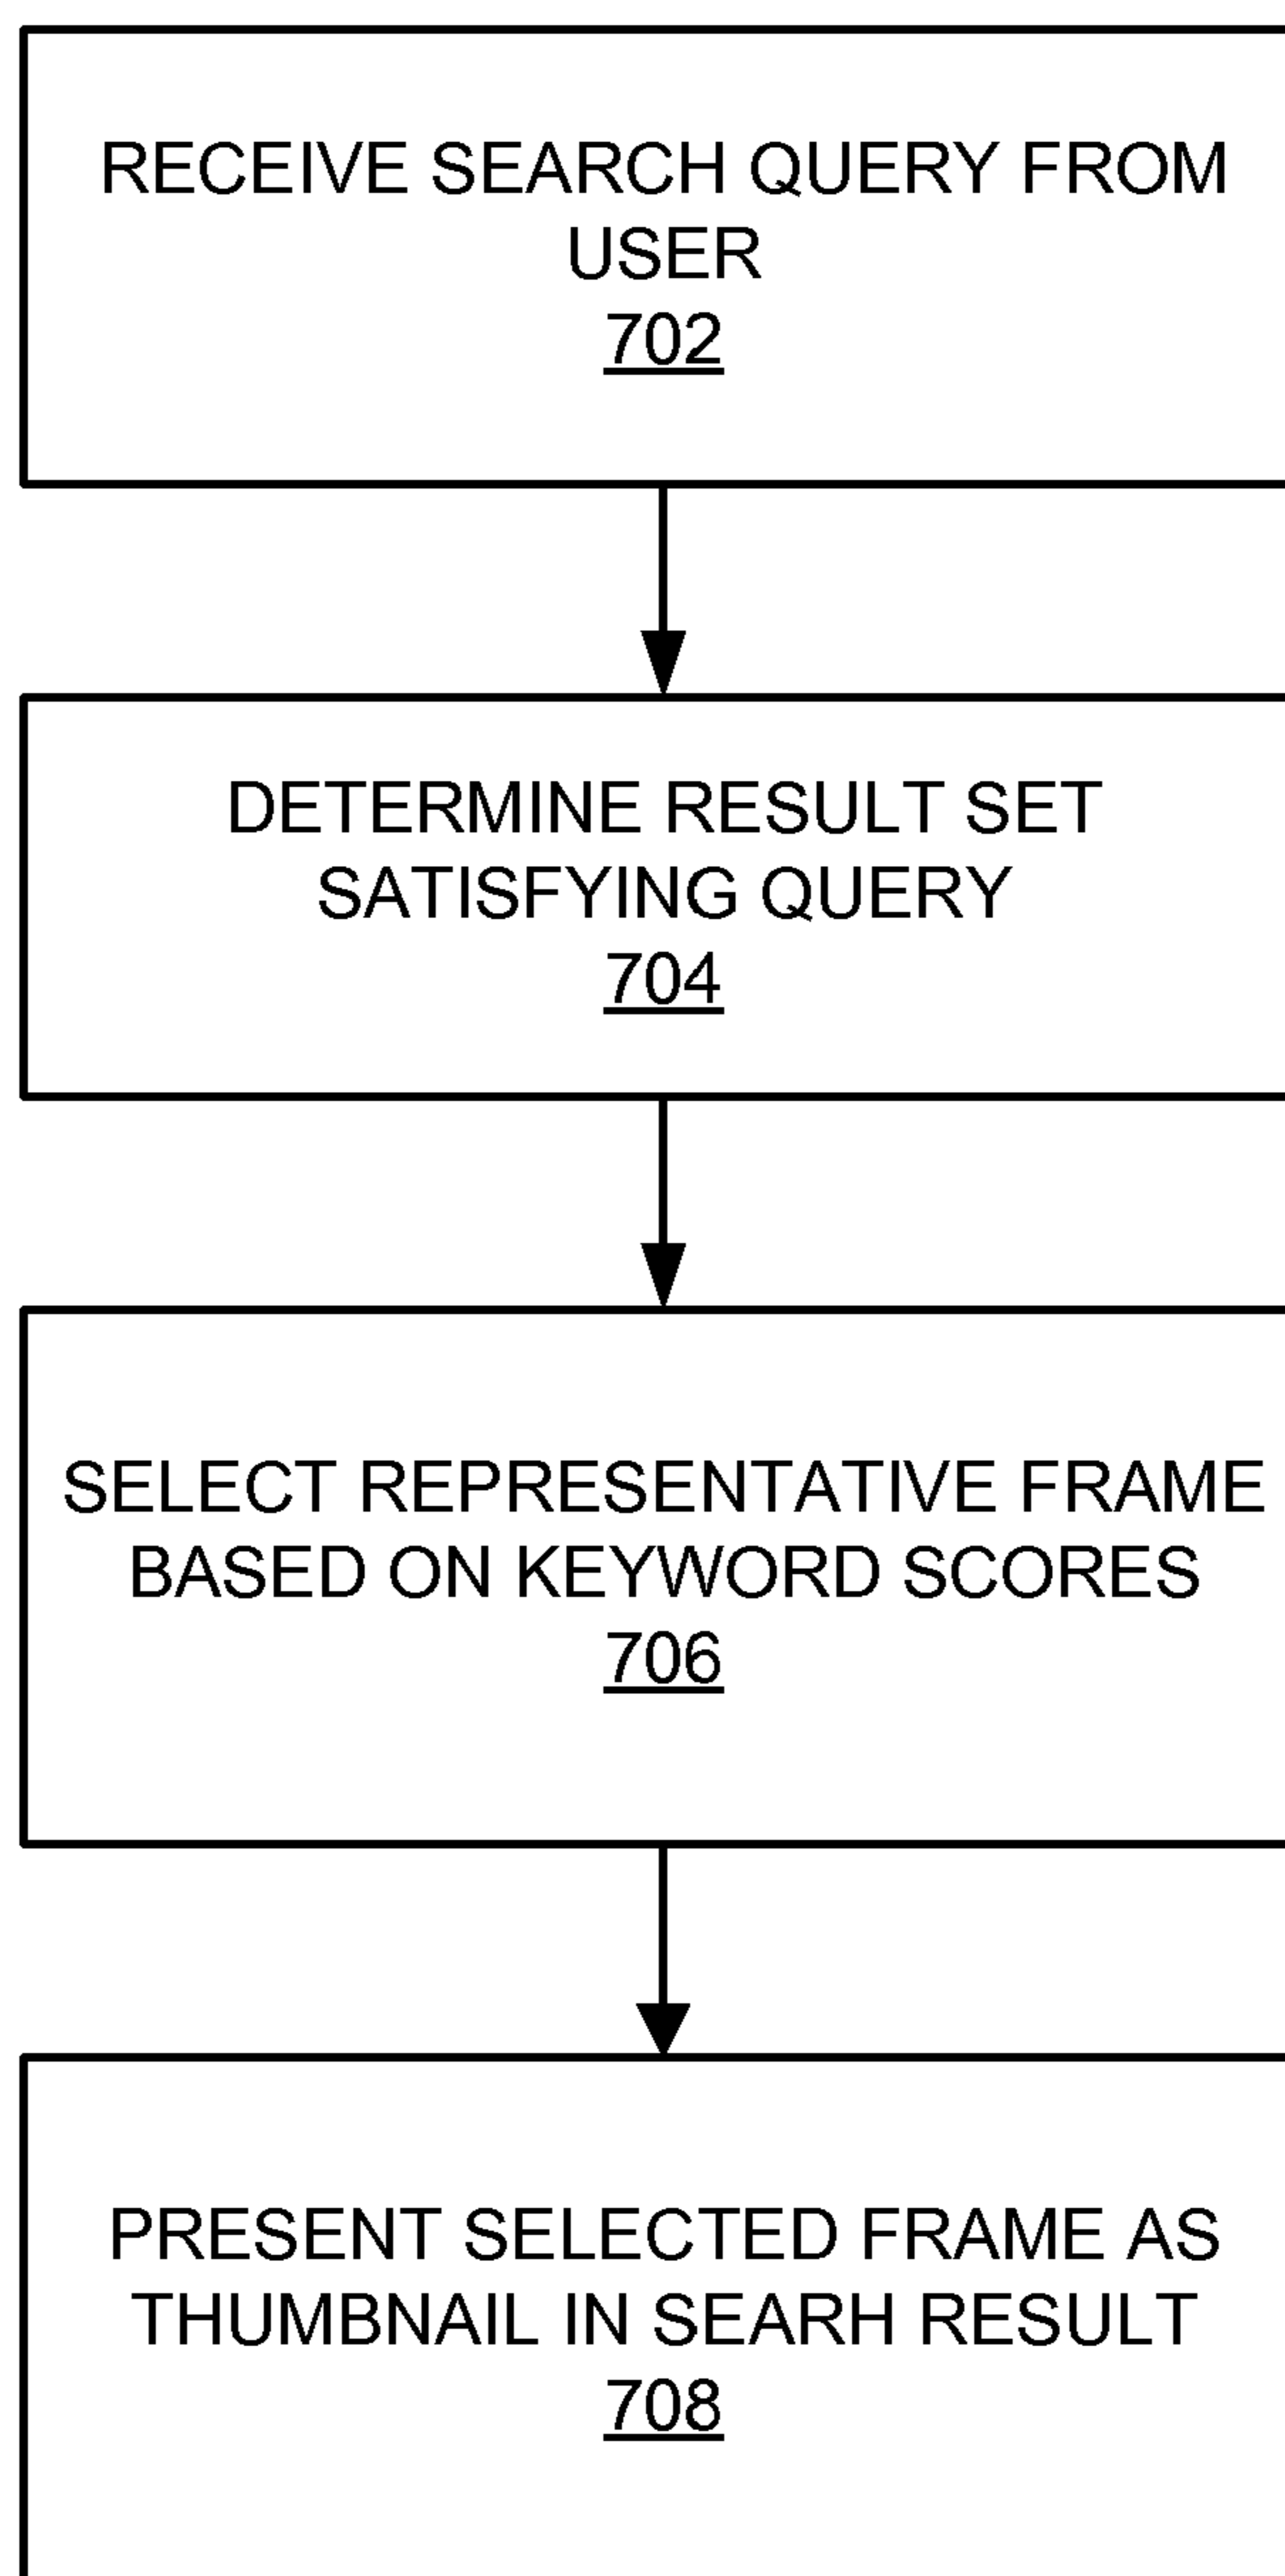 RECEIVE SEARCH QUERY FROM
USER
702
DETERMINE RESULT SET
SATISFYING QUERY
704
SELECT REPRESENTATIVE FRAME
BASED ON KEYWORD SCORES
706
PRESENT SELECTED FRAME AS
THUMBNAIL IN SEARH RESULT
708